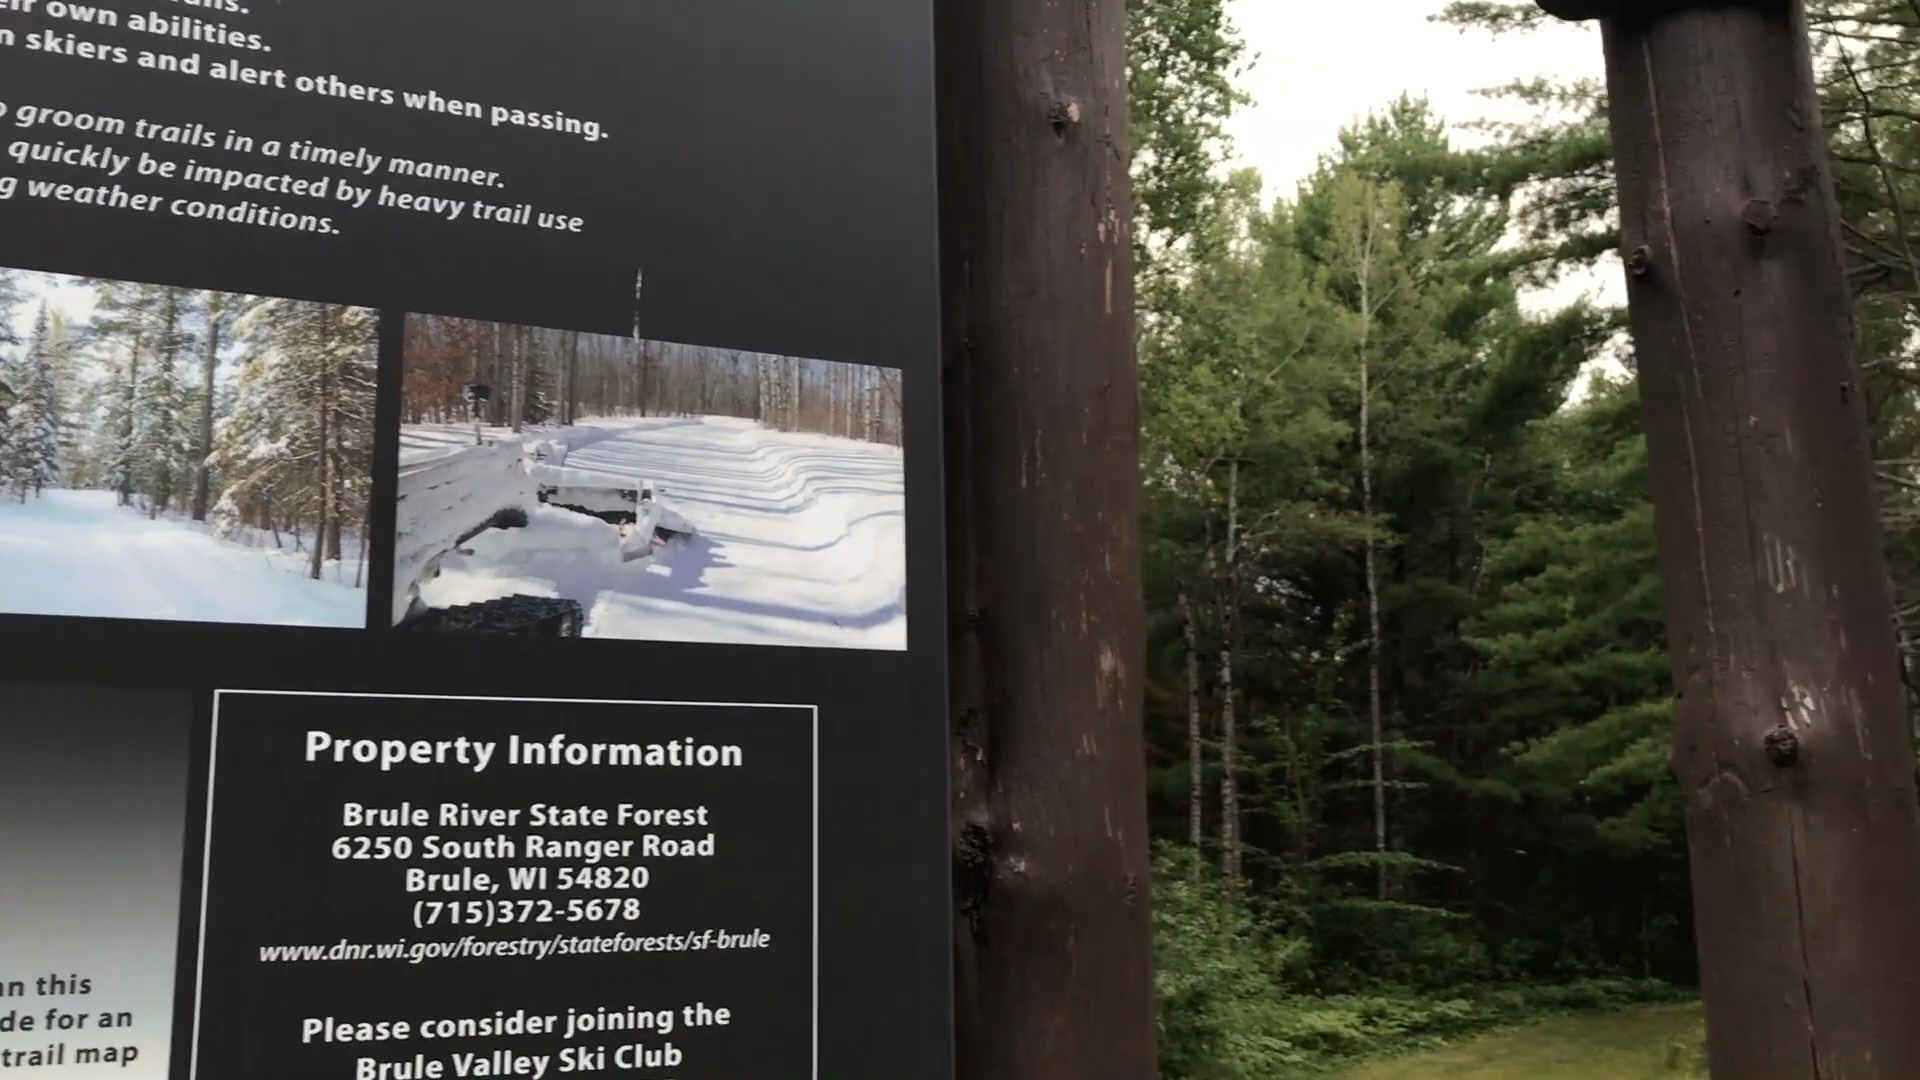 own abilities.
skiers and alert others when passing.
groom trails in a timely manner.
quickly be impacted by heavy trail use
weather conditions.
Property Information
Brule River State Forest
6250 South Ranger Road
Brule, WI 54820
(715)372-5678
www.dnr.wi.gov/forestry/stateforests/sf-brule
Please consider joining the
Brule Valley Ski Club
this
for an
trail map